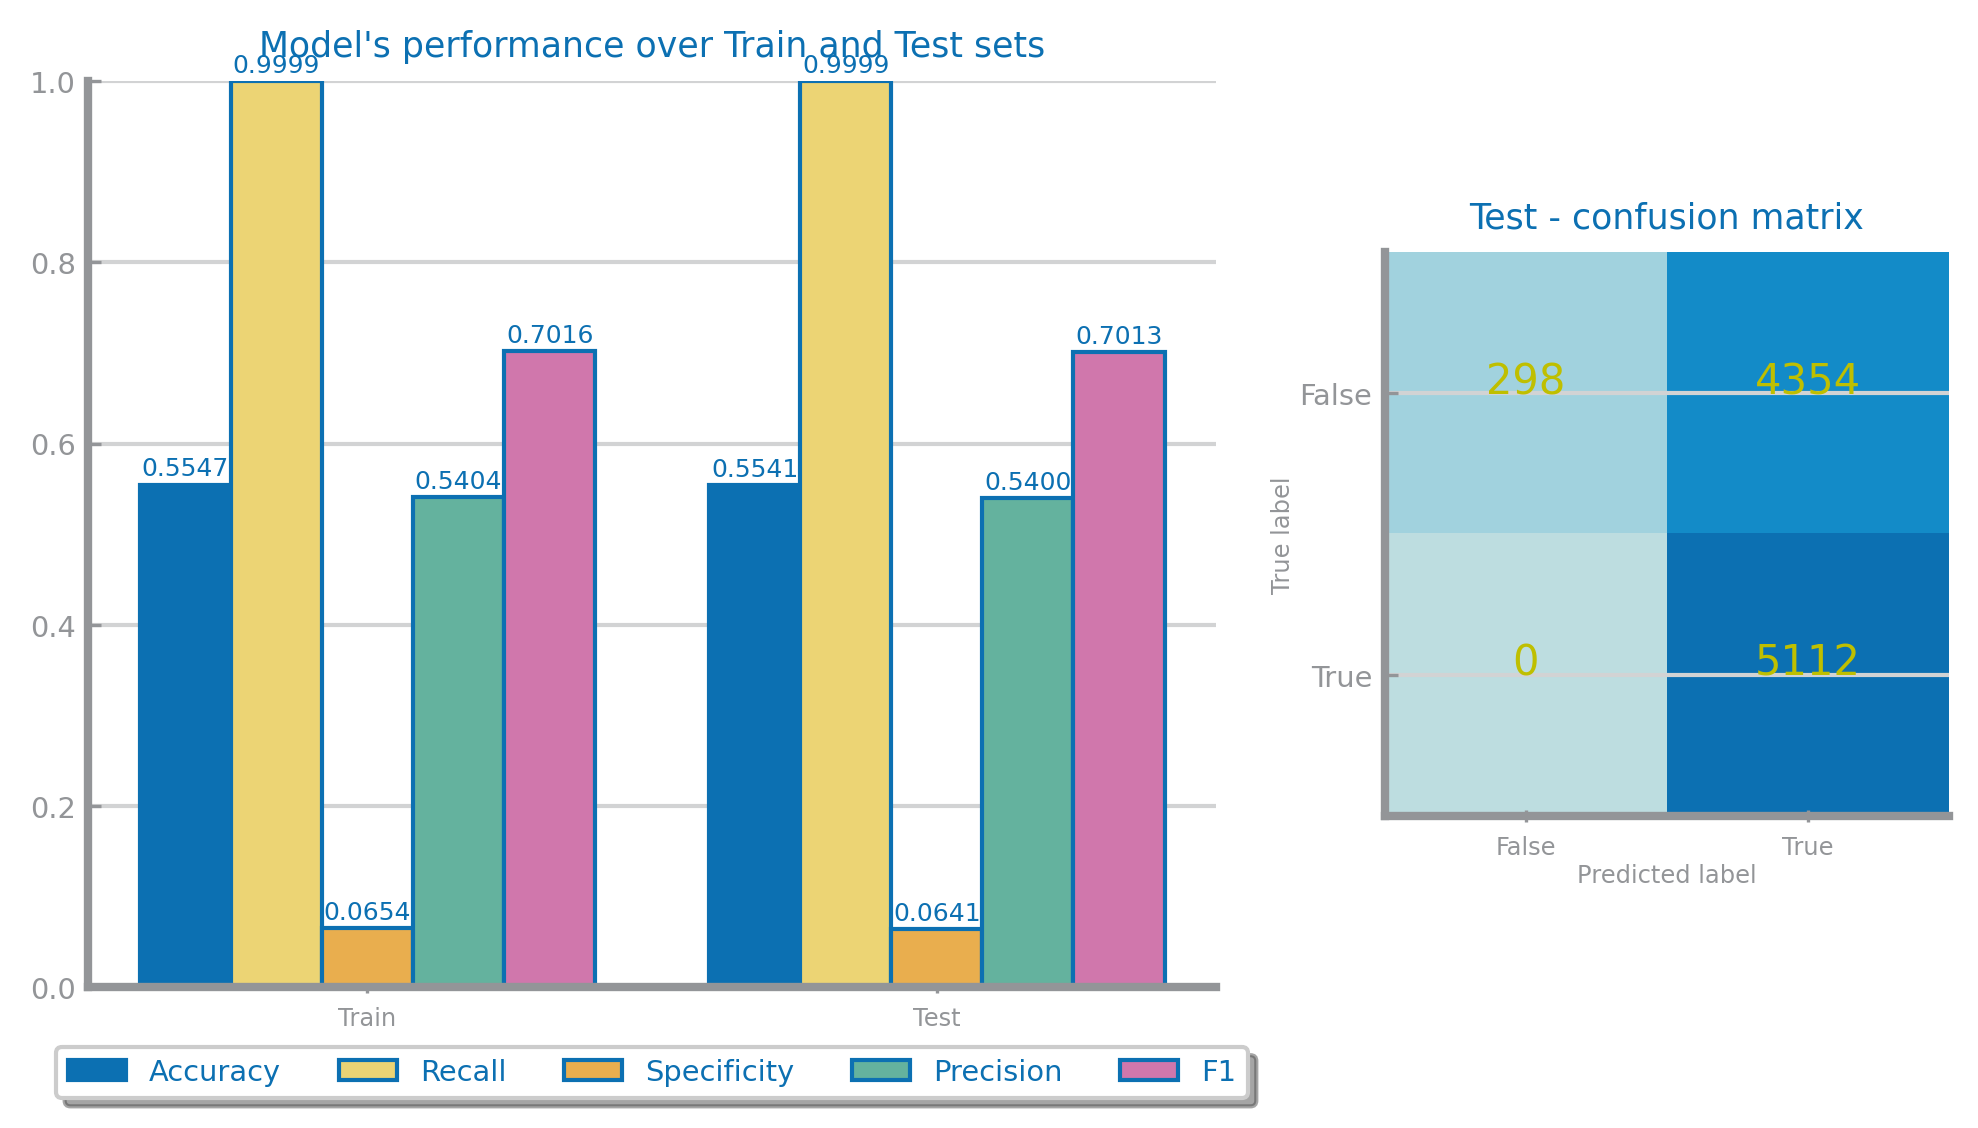 Model's performance over Train and Test sets
0.9999
0.9999
1.0
0.8
0.7016
0.7013
0.6
0.5547
0.5404
0.5541
0.5400
0.4
0.2
0.0654
0.0641
0.0
Train
Test
Accuracy
Recall
Specificity
Precision
F1
Test - confusion matrix
298
4354
False
True label
0
5112
True
False
True
Predicted label